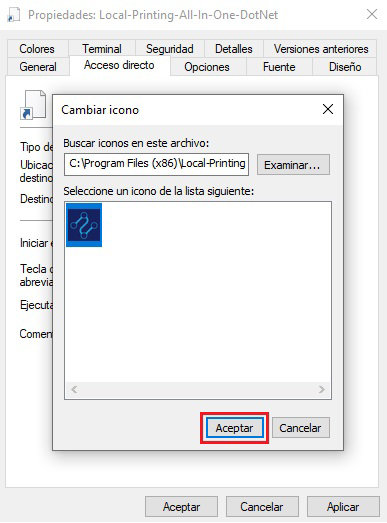 Propiedades: Local-Printing-All-In-One-DotNet
Colores Terminal Seguridad Detalles Versiones anteriores
General Acceso directo Opciones Fuente Diseño
Cambiar icono
Buscar iconos en este archivo:
C:\Program Files (x86)\Local-Printing
Examinar...
Seleccione un icono de la lista siguiente:
Tipo de
Ubicac
destino
Destino
Iniciar e
Tecla d
abrevia
Ejecuta
Comen
Aceptar Cancelar
Aceptar Cancelar Aplicar